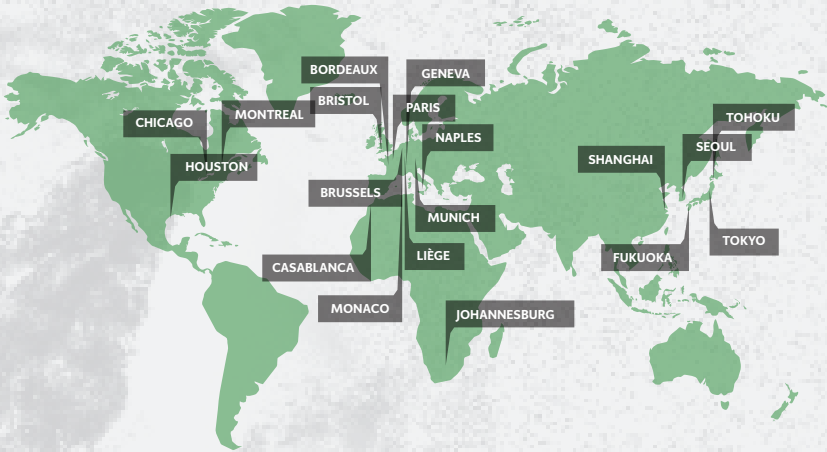 BORDEAUX
GENEVA
BRISTOL
PARIS
CHICAGO
MONTREAL
TOHOKU
NAPLES
SEOUL
SHANGHAI
HOUSTON
BRUSSELS
MUNICH
TOKYO
LIÈGE
FUKUOKA
CASABLANCA
MONACO
JOHANNESBURG